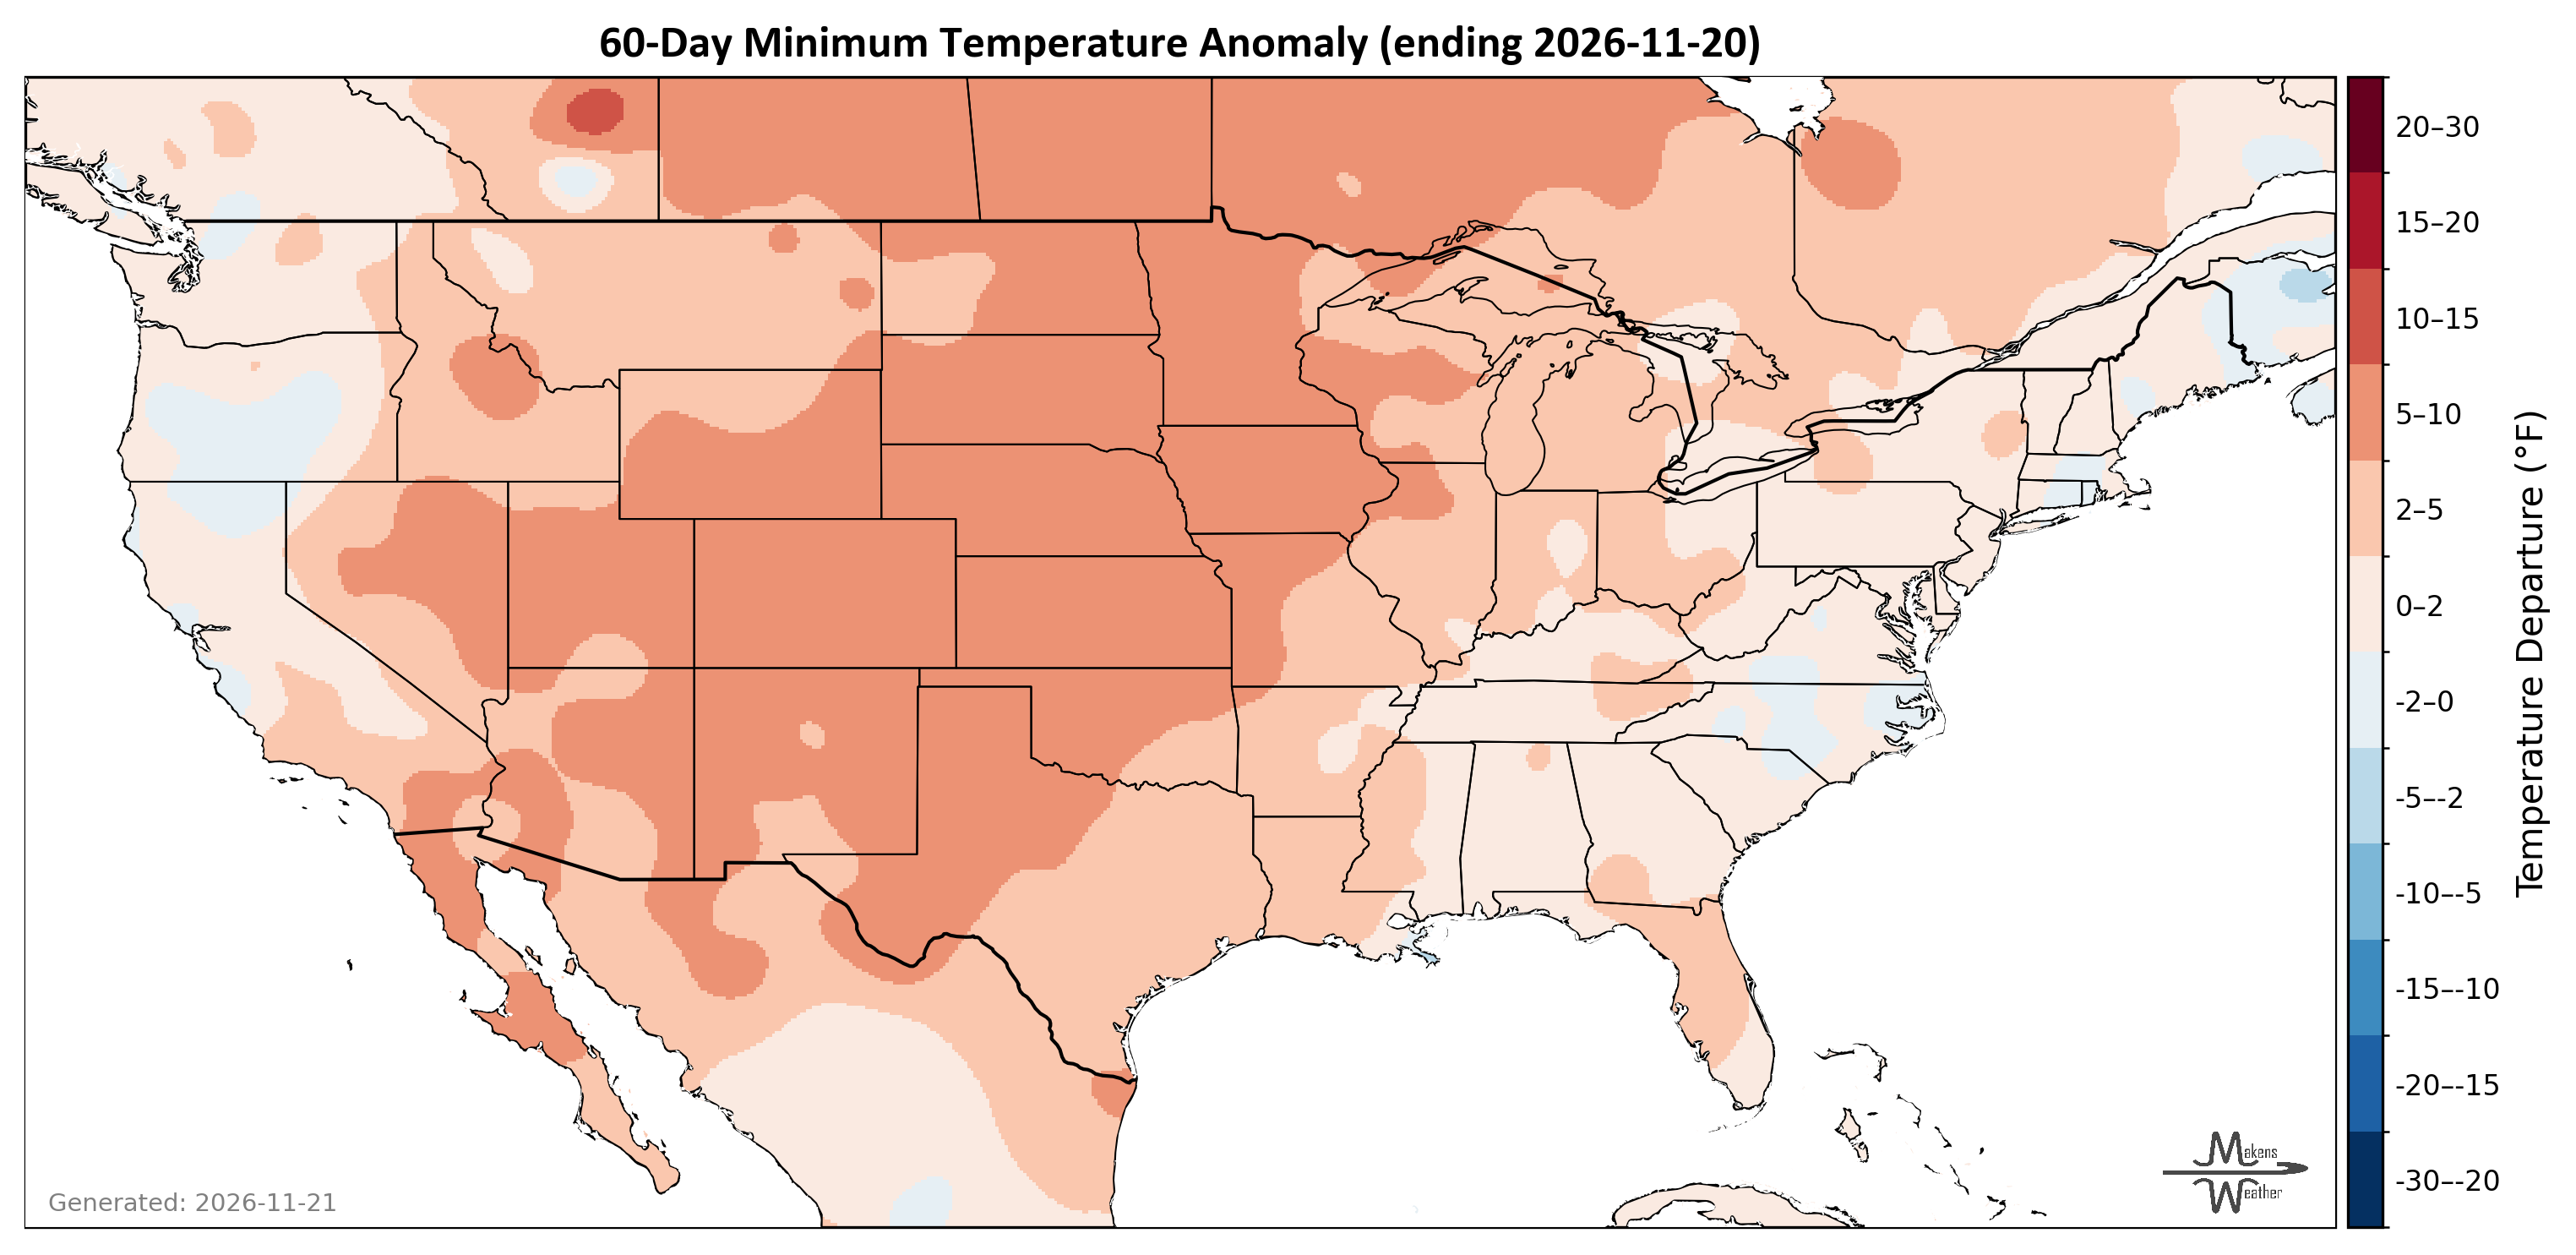 60-Day Minimum Temperature Anomaly (ending 2026-11-20)
20–30
15–20
10–15
5–10
2–5
0–2
-2–0
-5–-2
-10–-5
-15–-10
-20–-15
-30–-20
Temperature Departure (°F)
Generated: 2026-11-21
Makens
Weather